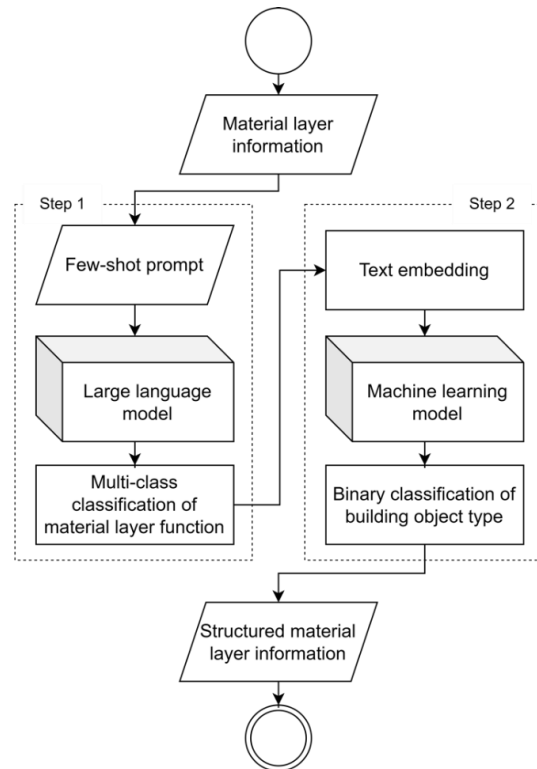 Material layer
information
Step 1
Few-shot prompt
Large language
model
Multi-class
classification of
material layer function
Step 2
Text embedding
Machine learning
model
Binary classification of
building object type
Structured material
layer information